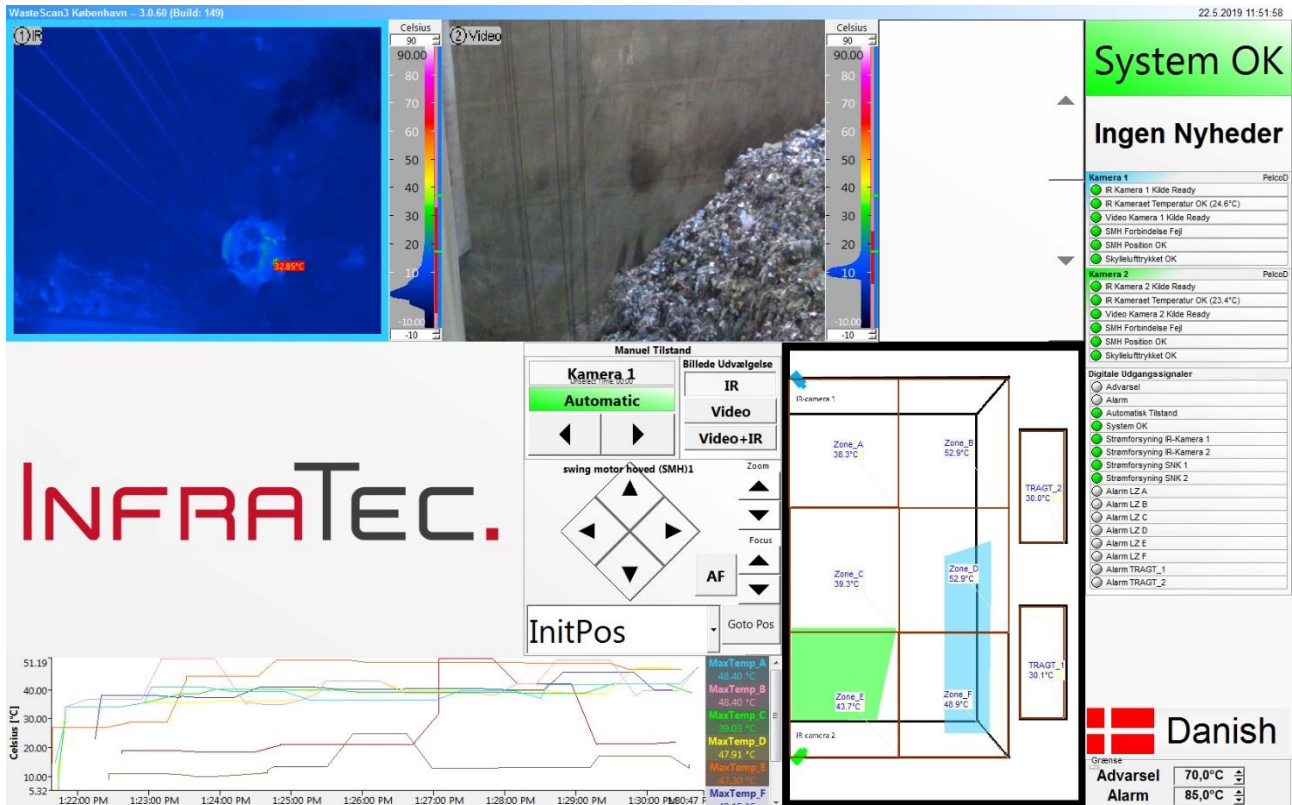 WasteScan3 København -- 3.0.60 (Build: 149)
22.5.2019 11:51:58
1 IR
Celsius
90
90.00
80
70
60
50
40
30
20
10
-10.00
-10
32.85°C
2 Video
Celsius
90
90.00
80
70
60
50
40
30
20
10
-10.00
-10
System OK
Ingen Nyheder
Kamera 1 PelcoD
IR Kamera 1 Kilde Ready
IR Kameraet Temperatur OK (24.6°C)
Video Kamera 1 Kilde Ready
SMH Forbindelse Fejl
SMH Position OK
Skyllelufttrykket OK
Kamera 2 PelcoD
IR Kamera 2 Kilde Ready
IR Kameraet Temperatur OK (23.4°C)
Video Kamera 2 Kilde Ready
SMH Forbindelse Fejl
SMH Position OK
Skyllelufttrykket OK
Digitale Udgangssignaler
Advarsel
Alarm
Automatisk Tilstand
System OK
Strømforsyning IR-Kamera 1
Strømforsyning IR-Kamera 2
Strømforsyning SNK 1
Strømforsyning SNK 2
Alarm LZ A
Alarm LZ B
Alarm LZ C
Alarm LZ D
Alarm LZ E
Alarm LZ F
Alarm TRAGT_1
Alarm TRAGT_2
INFRATEC.
Manuel Tilstand
Kamera 1
Unselect Time: 00:00
Automatic
Billede Udvælgelse
IR
Video
Video+IR
swing motor hoved (SMH)1
Zoom
Focus
AF
InitPos
Goto Pos
IR-camera 1
Zone_A
38.3°C
Zone_B
52.9°C
TRAGT_2
30.0°C
Zone_C
39.3°C
Zone_D
52.9°C
TRAGT_1
30.1°C
Zone_E
43.7°C
Zone_F
48.9°C
IR camera 2
Celsius [°C]
51.19
40.00
30.00
20.00
10.00
5.32
1:22:00 PM
1:23:00 PM
1:24:00 PM
1:25:00 PM
1:26:00 PM
1:27:00 PM
1:28:00 PM
1:29:00 PM
1:30:00 PM
MaxTemp_A
48.40 °C
MaxTemp_B
48.40 °C
MaxTemp_C
39.03 °C
MaxTemp_D
47.91 °C
MaxTemp_E
47.30 °C
MaxTemp_F
Danish
Grænse
Advarsel 70,0°C
Alarm 85,0°C